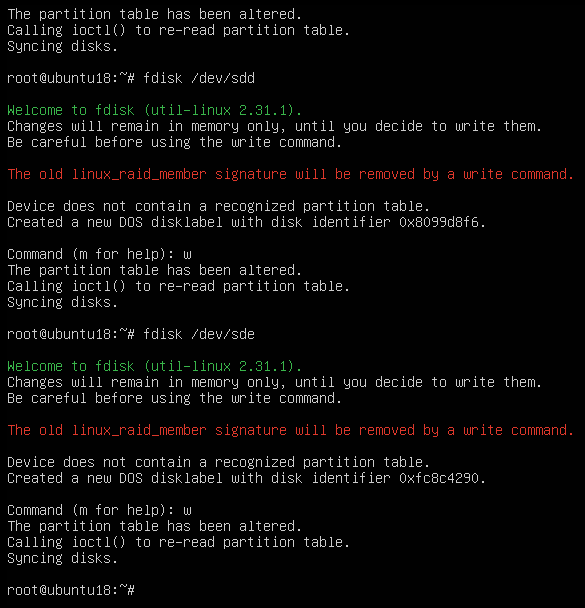 The partition table has been altered.
Calling ioctl() to re-read partition table.
Syncing disks.
root@ubuntu18:~# fdisk /dev/sdd
Welcome to fdisk (util-linux 2.31.1).
Changes will remain in memory only, until you decide to write them.
Be careful before using the write command.
The old linux_raid_member signature will be removed by a write command.
Device does not contain a recognized partition table.
Created a new DOS disklabel with disk identifier 0x8099d8f6.
Command (m for help): w
The partition table has been altered.
Calling ioctl() to re-read partition table.
Syncing disks.
root@ubuntu18:~# fdisk /dev/sde
Welcome to fdisk (util-linux 2.31.1).
Changes will remain in memory only, until you decide to write them.
Be careful before using the write command.
The old linux_raid_member signature will be removed by a write command.
Device does not contain a recognized partition table.
Created a new DOS disklabel with disk identifier 0xfc8c4290.
Command (m for help): w
The partition table has been altered.
Calling ioctl() to re-read partition table.
Syncing disks.
root@ubuntu18:~#